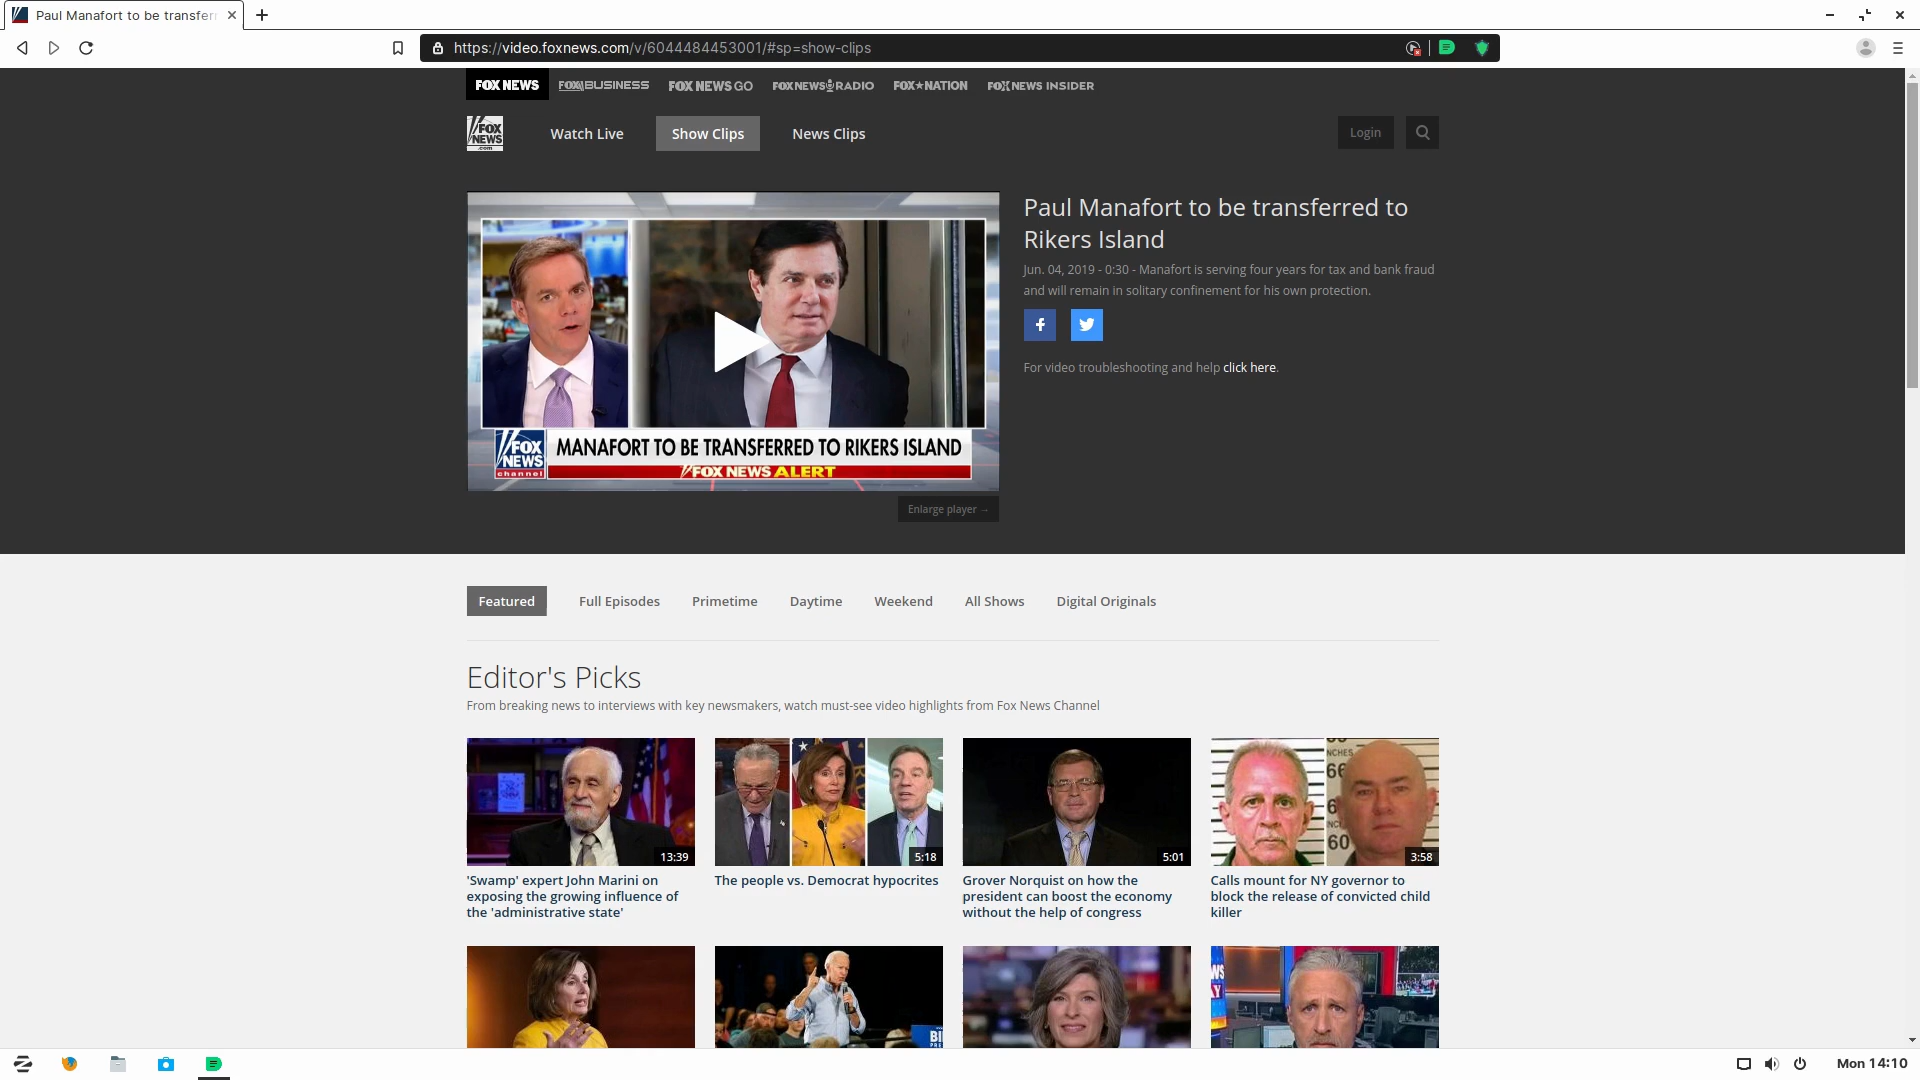 Paul Manafort to be transferr
https://video.foxnews.com/v/6044484453001/#sp=show-clips
FOX NEWS FOX BUSINESS FOX NEWS GO FOX NEWS RADIO FOX★NATION FOX NEWS INSIDER
FOX
NEWS
.com
Watch Live Show Clips News Clips Login
Paul Manafort to be transferred to
Rikers Island
Jun. 04, 2019 - 0:30 - Manafort is serving four years for tax and bank fraud
and will remain in solitary confinement for his own protection.
For video troubleshooting and help click here.
FOX
NEWS
channel
MANAFORT TO BE TRANSFERRED TO RIKERS ISLAND
FOX NEWS ALERT
Enlarge player →
Featured Full Episodes Primetime Daytime Weekend All Shows Digital Originals
Editor's Picks
From breaking news to interviews with key newsmakers, watch must-see video highlights from Fox News Channel
13:39 5:18 5:01 3:58
'Swamp' expert John Marini on
exposing the growing influence of
the 'administrative state'
The people vs. Democrat hypocrites
Grover Norquist on how the
president can boost the economy
without the help of congress
Calls mount for NY governor to
block the release of convicted child
killer
Mon 14:10